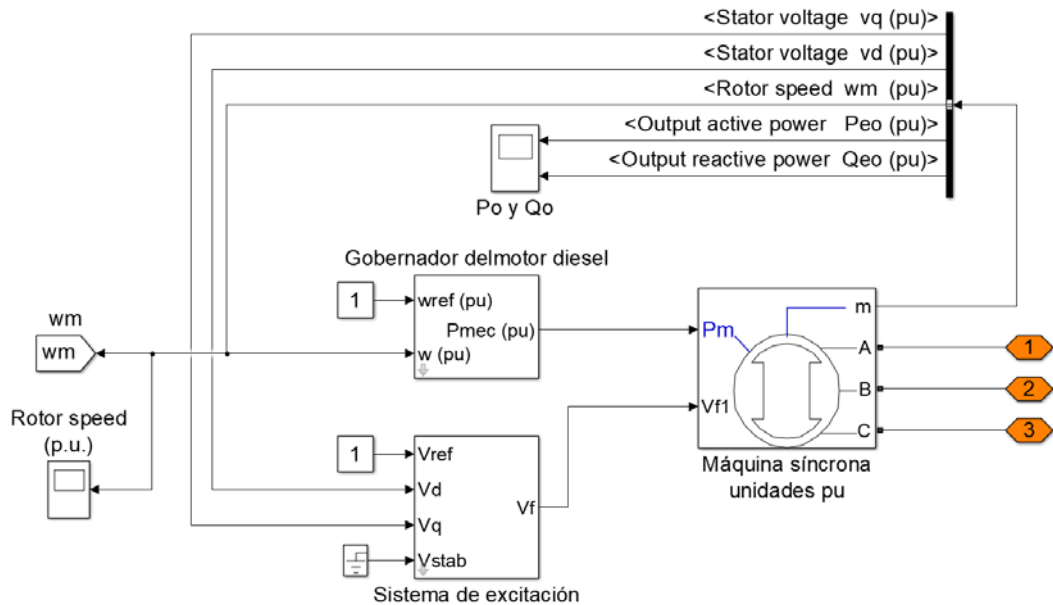 <Stator voltage vq (pu)>
<Stator voltage vd (pu)>
<Rotor speed wm (pu)>
<Output active power Peo (pu)>
<Output reactive power Qeo (pu)>
Po y Qo
Gobernador delmotor diesel
1
wref (pu)
Pmec (pu)
w (pu)
wm
wm
Rotor speed
(p.u.)
Pm
Vf1
m
A
B
C
1
2
3
Máquina síncrona
unidades pu
1
Vref
Vd
Vq
Vstab
Vf
Sistema de excitación